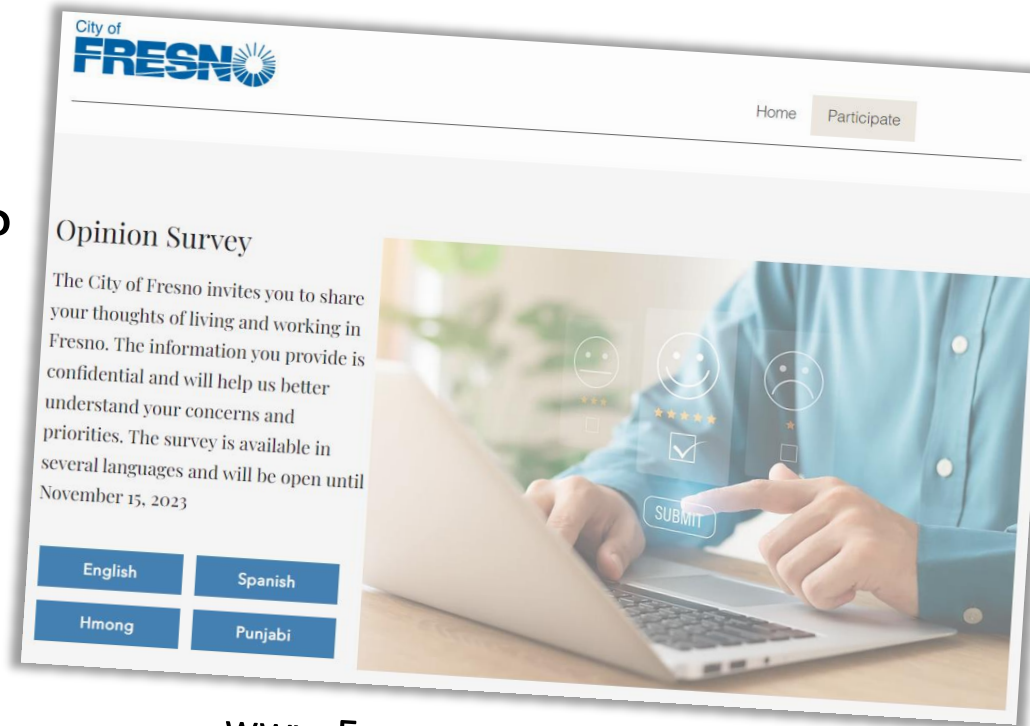 City of
FRESNO
Home Participate
Opinion Survey
The City of Fresno invites you to share
your thoughts of living and working in
Fresno. The information you provide is
confidential and will help us better
understand your concerns and
priorities. The survey is available in
several languages and will be open until
November 15, 2023
SUBMIT
English Spanish
Hmong Punjabi